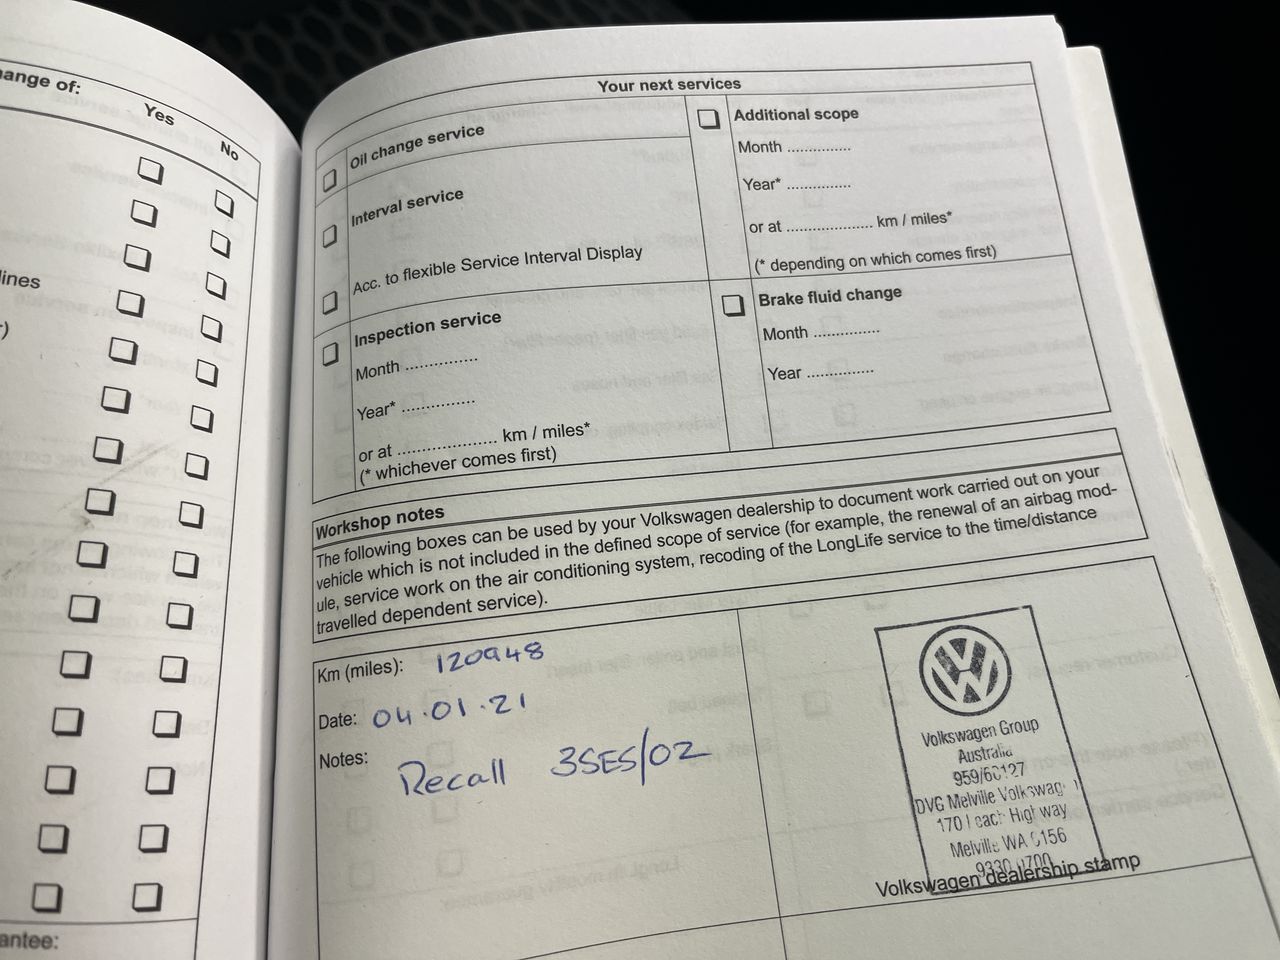 ange of:
Yes
No
lines
antee:
Your next services
Oil change service
Interval service
Acc. to flexible Service Interval Display
Inspection service
Month ..............
Year* ..............
or at .................... km / miles*
(* whichever comes first)
Additional scope
Month ..............
Year* ..............
or at .................... km / miles*
(* depending on which comes first)
Brake fluid change
Month ..............
Year ..............
Workshop notes
The following boxes can be used by your Volkswagen dealership to document work carried out on your
vehicle which is not included in the defined scope of service (for example, the renewal of an airbag mod-
ule, service work on the air conditioning system, recoding of the LongLife service to the time/distance
travelled dependent service).
Km (miles): 120948
Date: 04.01.21
Notes:
Recall 3SES/02
Volkswagen Group
Australia
DVG Melville
Melville WA
Volkswagen dealership stamp